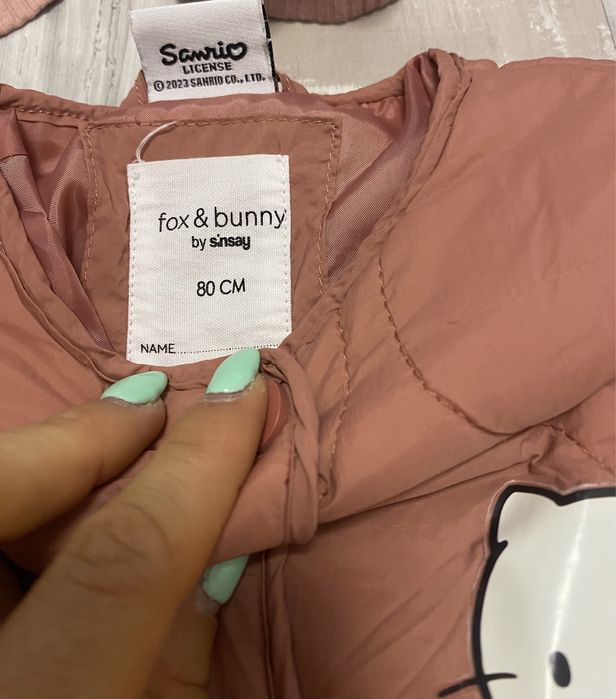 Sanrio
LICENSE
© 2023 SANRIO CO., LTD.
fox & bunny
by sinsay
80 CM
NAME....................